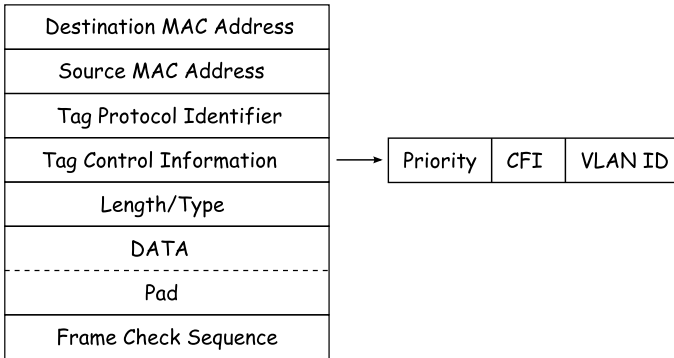 Destination MAC Address
Source MAC Address
Tag Protocol Identifier
Tag Control Information
Priority CFI VLAN ID
Length/Type
DATA
Pad
Frame Check Sequence